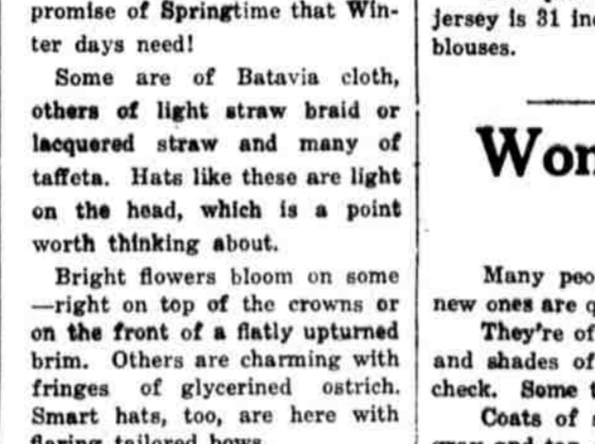 promise of Springtime that Win-
ter days need!
Some are of Batavia cloth,
others of light straw braid or
lacquered straw and many of
taffeta. Hats like these are light
on the head, which is a point
worth thinking about.
Bright flowers bloom on some
—right on top of the crowns or
on the front of a flatly upturned
brim. Others are charming with
fringes of glycerined ostrich.
Smart hats, too, are here with
tailored bows.
jersey is 31
blouses.
Many
new ones are
They're of
and shades of
check. Some
Coats of